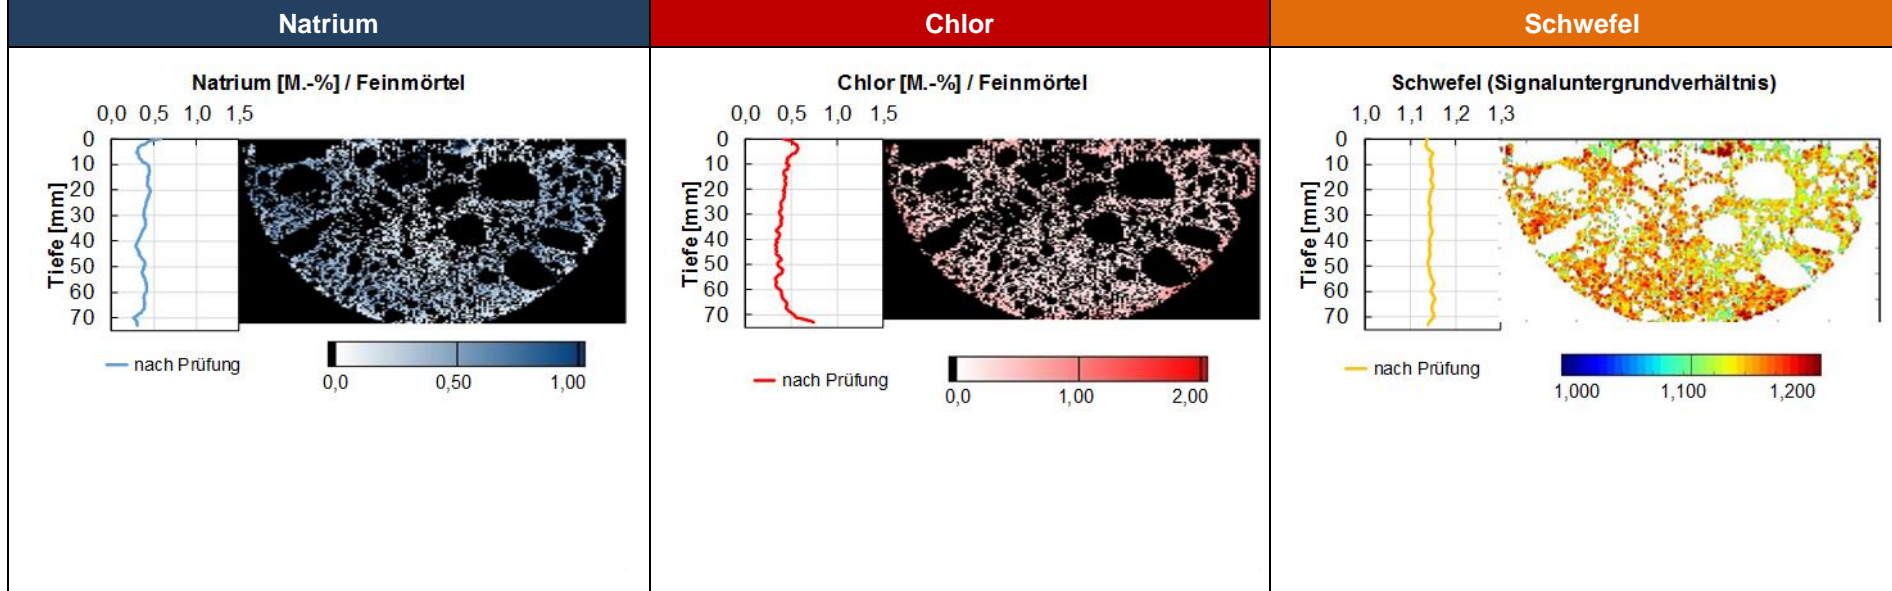 Natrium
Chlor
Schwefel
Natrium [M.-%] / Feinmörtel
0,0 0,5 1,0 1,5
Tiefe [mm]
0
10
20
30
40
50
60
70
nach Prüfung
0,0 0,50 1,00
Chlor [M.-%] / Feinmörtel
0,0 0,5 1,0 1,5
Tiefe [mm]
0
10
20
30
40
50
60
70
nach Prüfung
0,0 1,00 2,00
Schwefel (Signaluntergrundverhältnis)
1,0 1,1 1,2 1,3
Tiefe [mm]
0
10
20
30
40
50
60
70
nach Prüfung
1,000 1,100 1,200